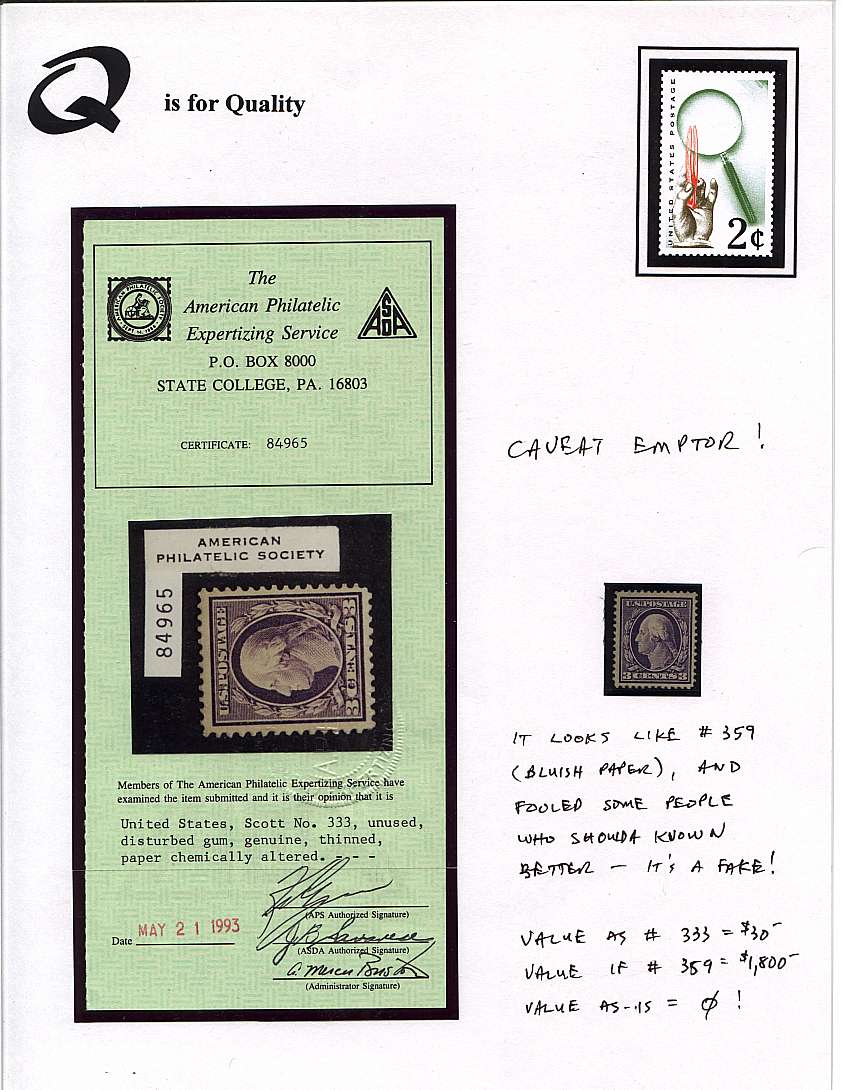 Q is for Quality
UNITED STATES POSTAGE
2¢
The
American Philatelic
Expertizing Service
P.O. BOX 8000
STATE COLLEGE, PA. 16803
AMERICAN PHILATELIC SOCIETY
ASDA
CERTIFICATE: 84965
AMERICAN
PHILATELIC SOCIETY
84965
U.S. POSTAGE
3 CENTS 3
Members of The American Philatelic Expertizing Service have
examined the item submitted and it is their opinion that it is
United States, Scott No. 333, unused,
disturbed gum, genuine, thinned,
paper chemically altered. - - -
(APS Authorized Signature)
Date MAY 21 1993
(ASDA Authorized Signature)
(Administrator Signature)
CAVEAT EMPTOR!
U.S. POSTAGE
3 CENTS 3
IT LOOKS LIKE # 359
(BLUISH PAPER), AND
FOOLED SOME PEOPLE
WHO SHOULDA KNOWN
BETTER — IT'S A FAKE!
VALUE AS # 333 = $30-
VALUE IF # 359 = $1,800-
VALUE AS-IS = ∅!